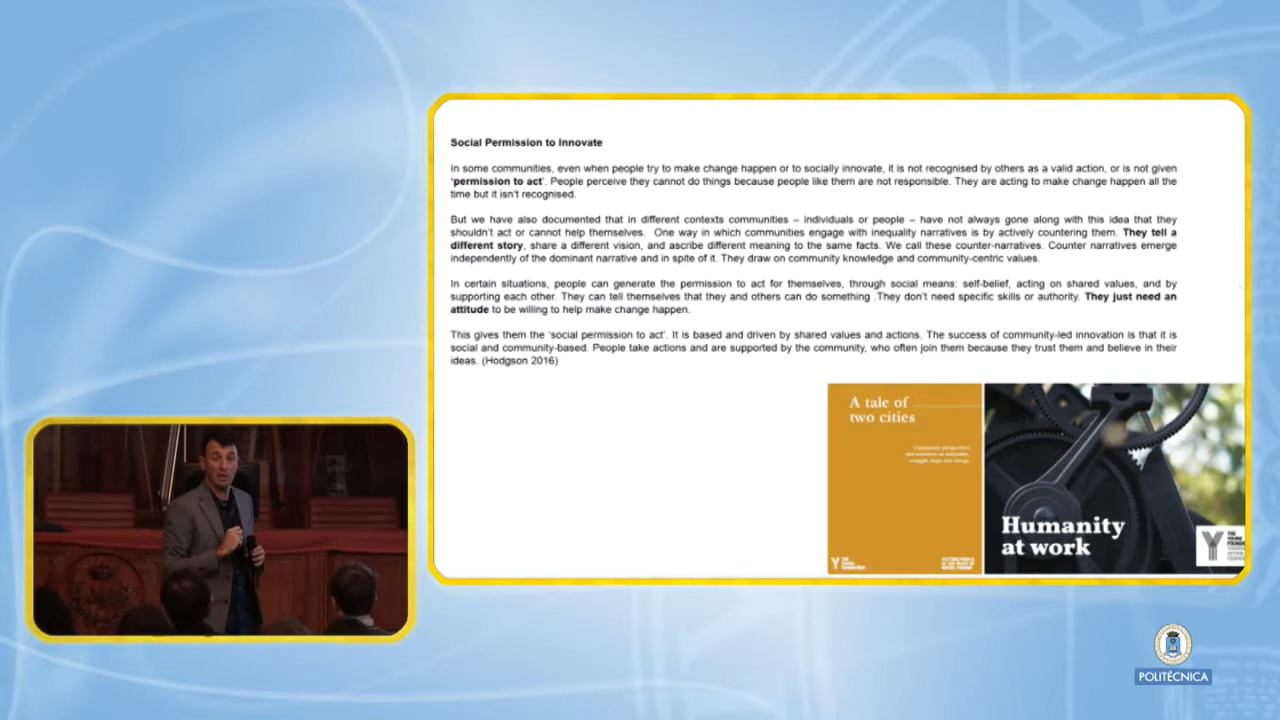 Social Permission to Innovate
In some communities, even when people try to make change happen or to socially innovate, it is not recognised by others as a valid action, or is not given
'permission to act'. People perceive they cannot do things because people like them are not responsible. They are acting to make change happen all the
time but it isn't recognised.
But we have also documented that in different contexts communities – individuals or people – have not always gone along with this idea that they
shouldn't act or cannot help themselves. One way in which communities engage with inequality narratives is by actively countering them. They tell a
different story, share a different vision, and ascribe different meaning to the same facts. We call these counter-narratives. Counter narratives emerge
independently of the dominant narrative and in spite of it. They draw on community knowledge and community-centric values.
In certain situations, people can generate the permission to act for themselves, through social means: self-belief, acting on shared values, and by
supporting each other. They can tell themselves that they and others can do something .They don't need specific skills or authority. They just need an
attitude to be willing to help make change happen.
This gives them the 'social permission to act'. It is based and driven by shared values and actions. The success of community-led innovation is that it is
social and community-based. People take actions and are supported by the community, who often join them because they trust them and believe in their
ideas. (Hodgson 2016)
A tale of
two cities
Humanity
at work
THE
YOUNG
POLITÉCNICA